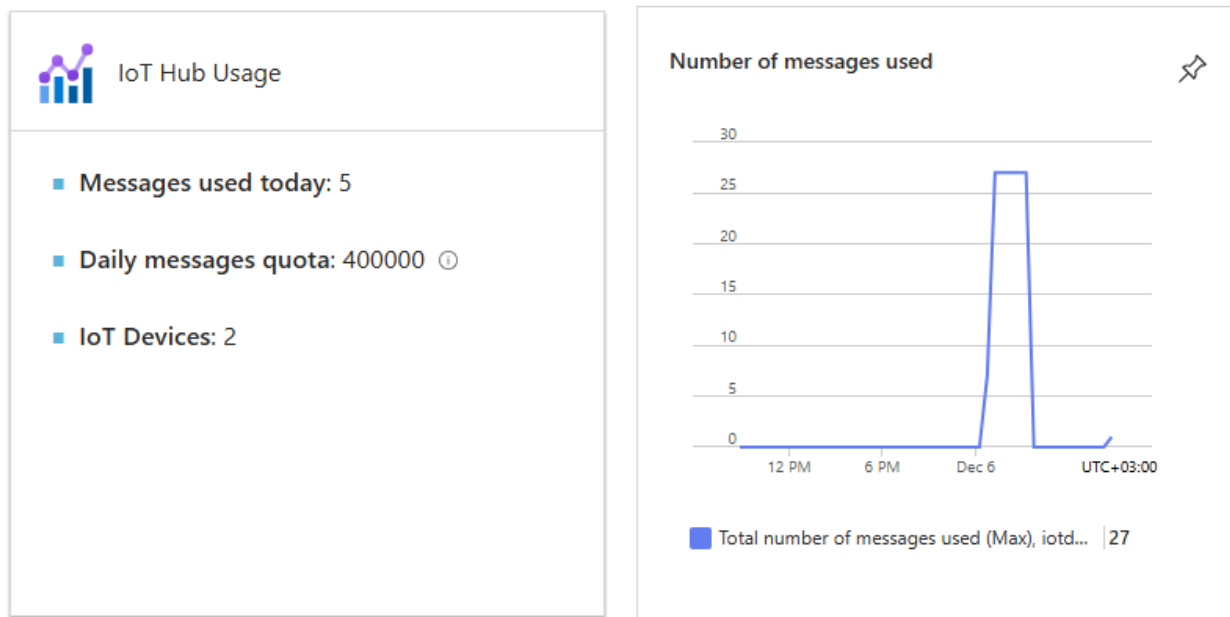 IoT Hub Usage
Messages used today: 5
Daily messages quota: 400000
IoT Devices: 2
Number of messages used
30
25
20
15
10
5
0
12 PM 6 PM Dec 6 UTC+03:00
Total number of messages used (Max), iotd... 27